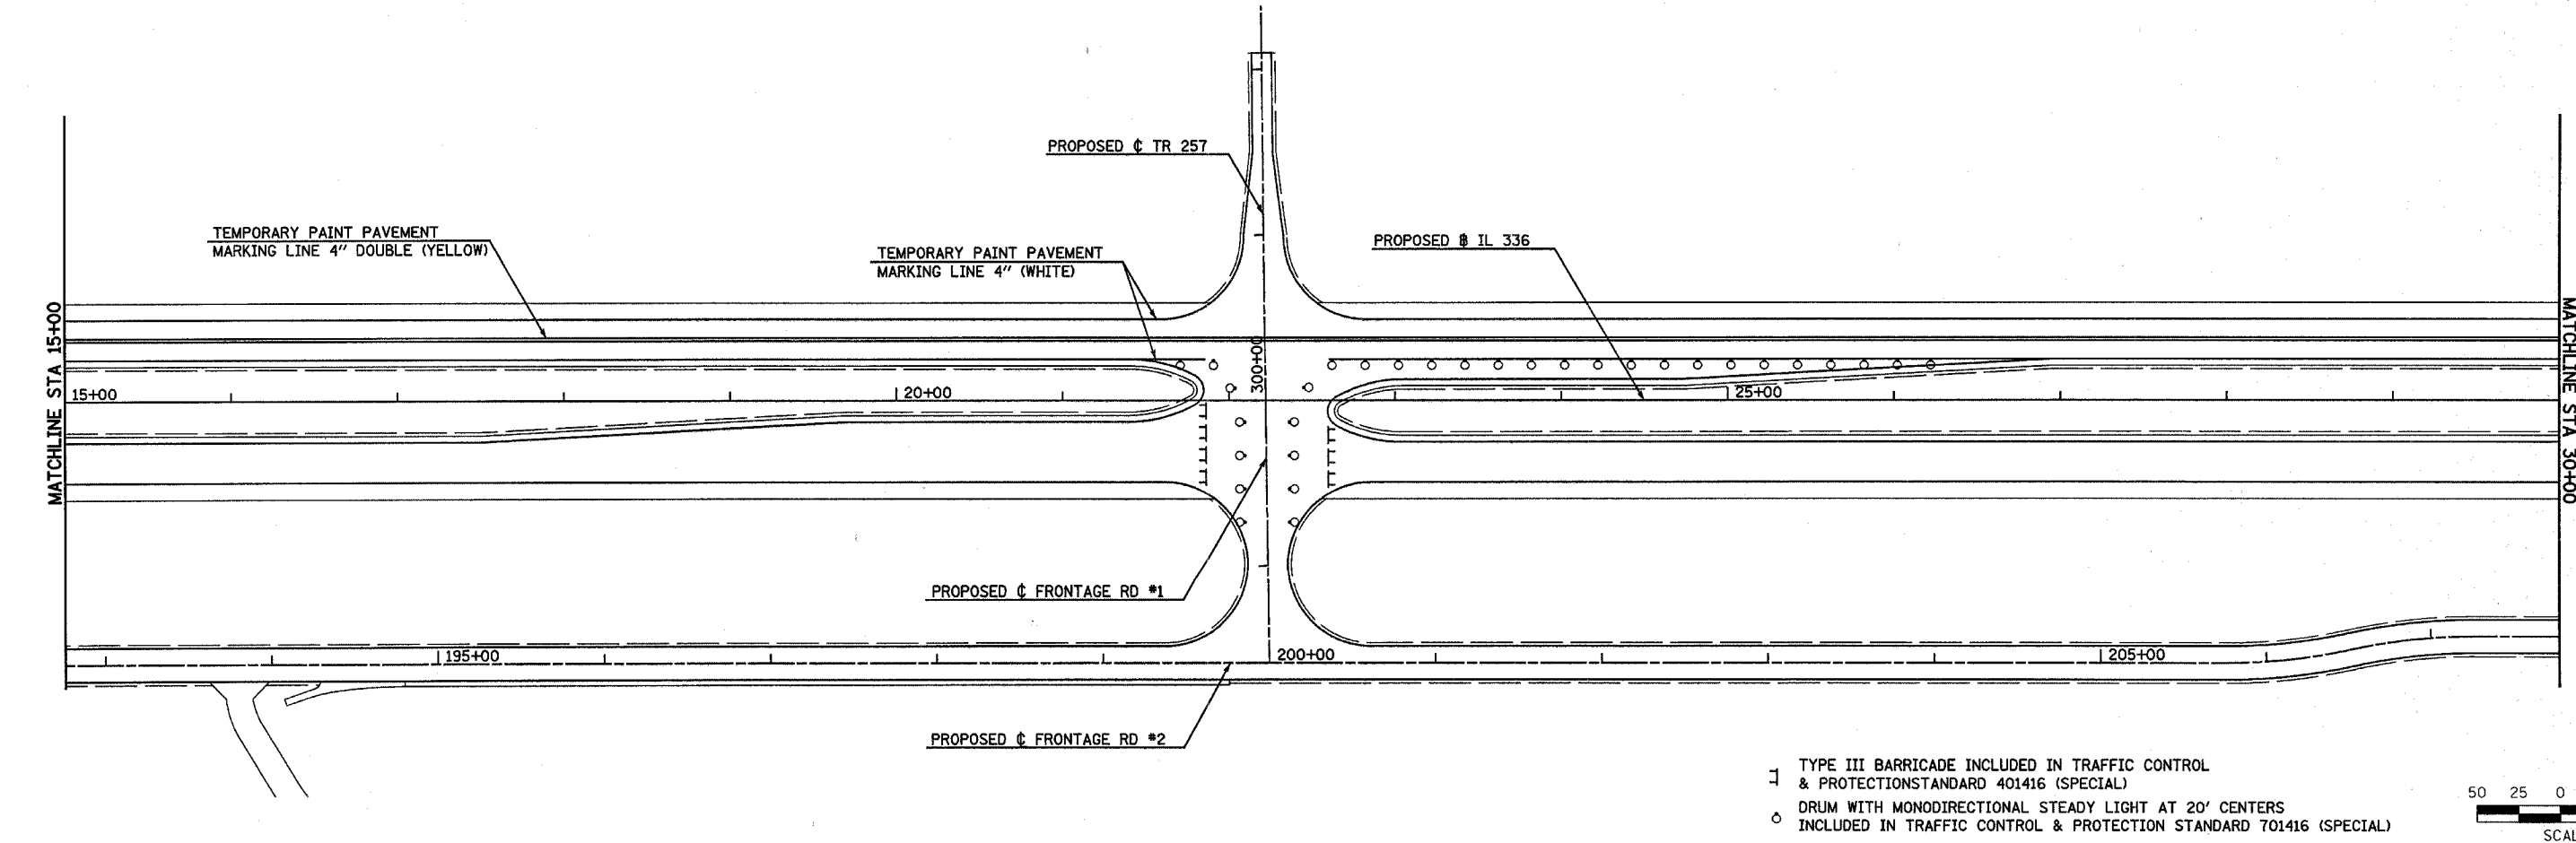 PROPOSED ℄ TR 257
TEMPORARY PAINT PAVEMENT
MARKING LINE 4" DOUBLE (YELLOW)
TEMPORARY PAINT PAVEMENT
MARKING LINE 4" (WHITE)
PROPOSED ␢ IL 336
MATCHLINE STA 15+00
MATCHLINE STA 30+00
300+00
15+00
20+00
25+00
PROPOSED ℄ FRONTAGE RD #1
195+00
200+00
205+00
PROPOSED ℄ FRONTAGE RD #2
TYPE III BARRICADE INCLUDED IN TRAFFIC CONTROL
& PROTECTIONSTANDARD 401416 (SPECIAL)
DRUM WITH MONODIRECTIONAL STEADY LIGHT AT 20' CENTERS
INCLUDED IN TRAFFIC CONTROL & PROTECTION STANDARD 701416 (SPECIAL)
50 25 0
SCAL